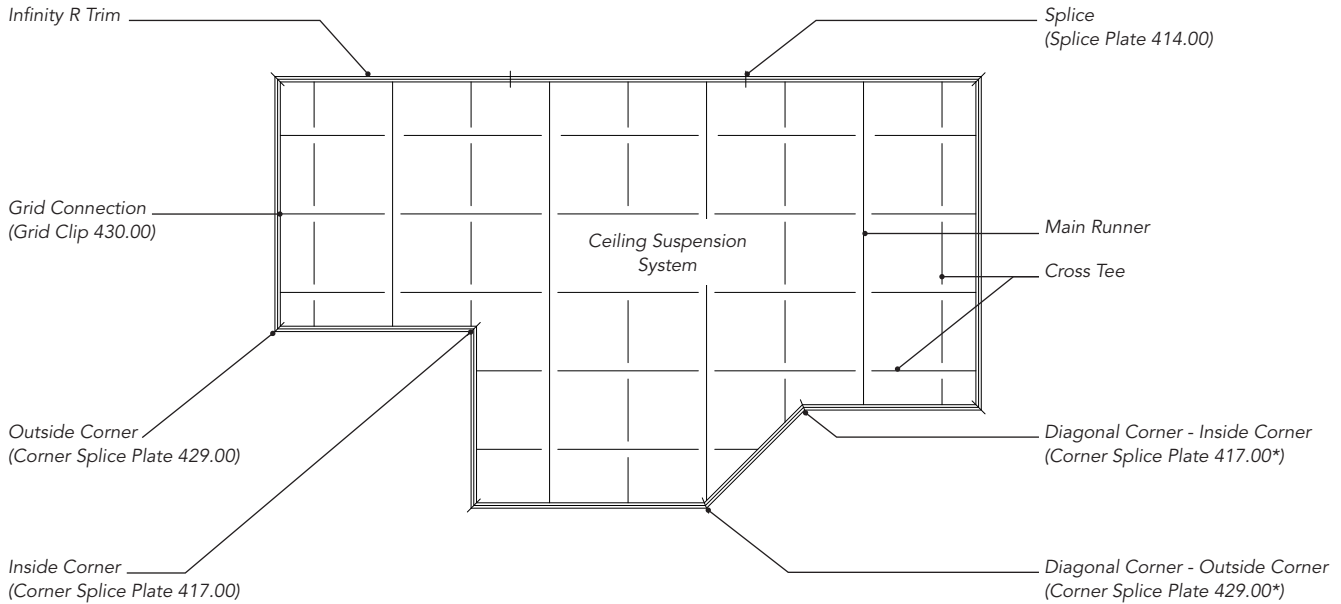 Infinity R Trim
Splice
(Splice Plate 414.00)
Grid Connection
(Grid Clip 430.00)
Ceiling Suspension
System
Main Runner
Cross Tee
Outside Corner
(Corner Splice Plate 429.00)
Diagonal Corner - Inside Corner
(Corner Splice Plate 417.00*)
Inside Corner
(Corner Splice Plate 417.00)
Diagonal Corner - Outside Corner
(Corner Splice Plate 429.00*)